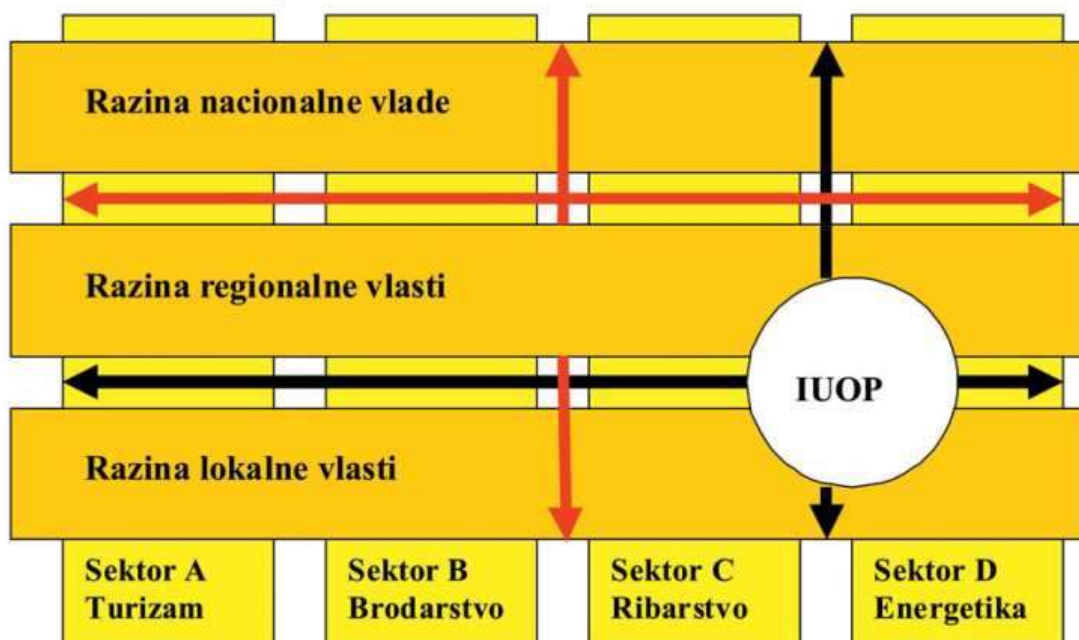 Razina nacionalne vlade
Razina regionalne vlasti
IUOP
Razina lokalne vlasti
Sektor A
Turizam
Sektor B
Brodarstvo
Sektor C
Ribarstvo
Sektor D
Energetika